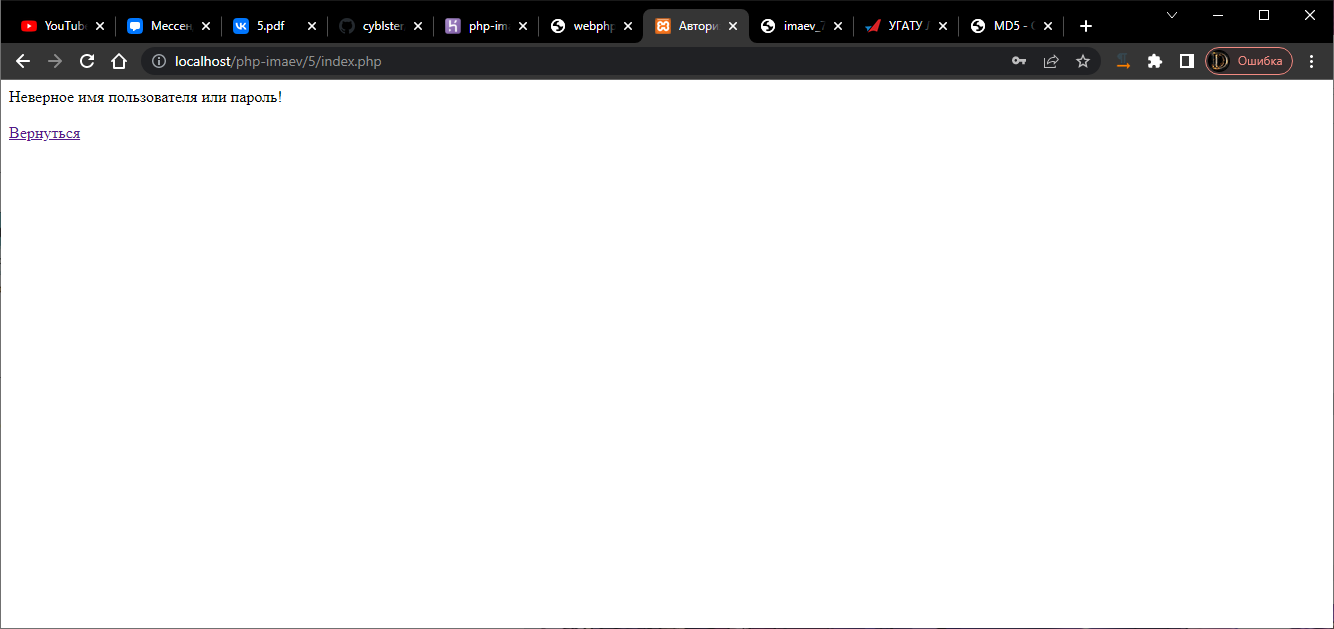 YouTube
Мессен
5.pdf
cyblster
php-im
webphp
Автори
imaev_7
УГАТУ
MD5 -
localhost/php-imaev/5/index.php
Ошибка
Неверное имя пользователя или пароль!
Вернуться